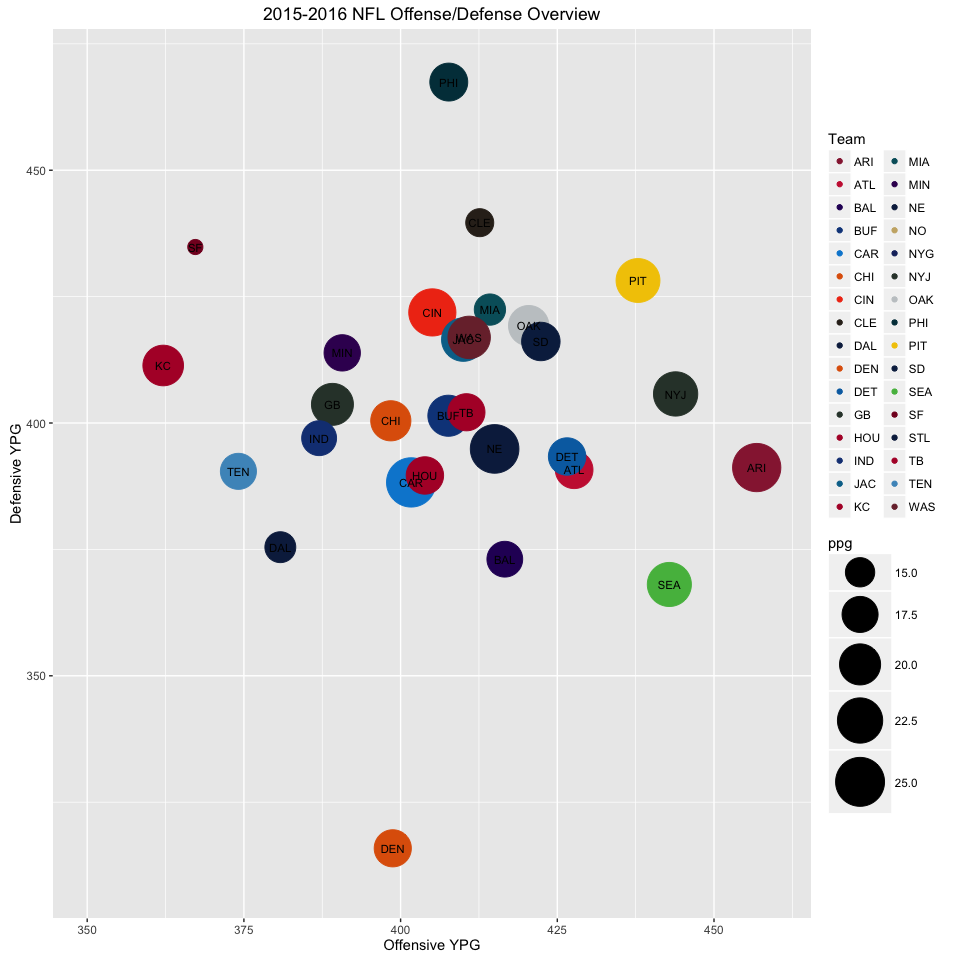 2015-2016 NFL Offense/Defense Overview
PHI
450
CLE
SF
PIT
MIA
CIN
OAK
JAC
WAS
SD
MIN
KC
NYJ
GB
BUF
TB
400
CHI
IND
NE
DET
ATL
TEN
HOU
CAR
ARI
DAL
BAL
SEA
350
DEN
350
375
400
425
450
Offensive YPG
Defensive YPG
Team
ARI MIA
ATL MIN
BAL NE
BUF NO
CAR NYG
CHI NYJ
CIN OAK
CLE PHI
DAL PIT
DEN SD
DET SEA
GB SF
HOU STL
IND TB
JAC TEN
KC WAS
ppg
15.0
17.5
20.0
22.5
25.0